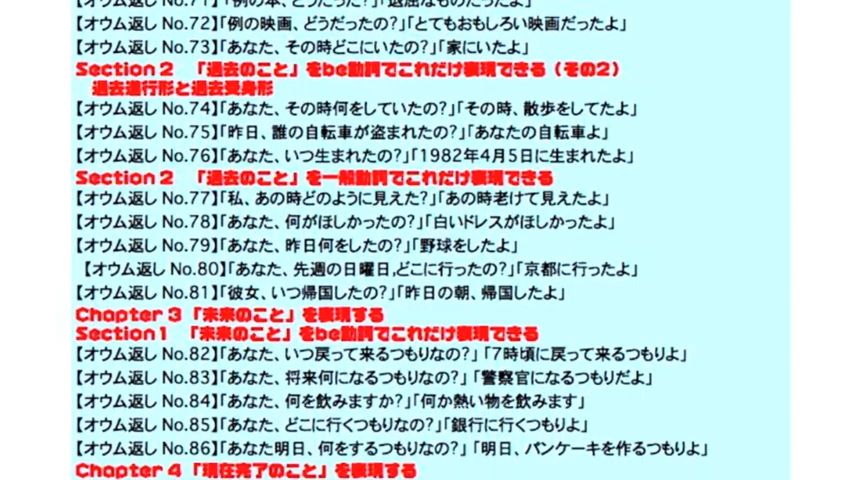 【オウム返し No.71】「例の本、どうだった?」「退屈なものだったよ」
【オウム返し No.72】「例の映画、どうだったの?」「とてもおもしろい映画だったよ」
【オウム返し No.73】「あなた、その時どこにいたの?」「家にいたよ」
Section 2 「過去のこと」をbe動詞でこれだけ表現できる（その2）
過去進行形と過去受身形
【オウム返し No.74】「あなた、その時何をしていたの?」「その時、散歩をしてたよ」
【オウム返し No.75】「昨日、誰の自転車が盗まれたの?」「あなたの自転車よ」
【オウム返し No.76】「あなた、いつ生まれたの?」「1982年4月5日に生まれたよ」
Section 2 「過去のこと」を一般動詞でこれだけ表現できる
【オウム返し No.77】「私、あの時どのように見えた?」「あの時老けて見えたよ」
【オウム返し No.78】「あなた、何がほしかったの?」「白いドレスがほしかったよ」
【オウム返し No.79】「あなた、昨日何をしたの?」「野球をしたよ」
【オウム返し No.80】「あなた、先週の日曜日,どこに行ったの?」「京都に行ったよ」
【オウム返し No.81】「彼女、いつ帰国したの?」「昨日の朝、帰国したよ」
Chapter 3 「未来のこと」を表現する
Section 1 「未来のこと」をbe動詞でこれだけ表現できる
【オウム返し No.82】「あなた、いつ戻って来るつもりなの?」「7時頃に戻って来るつもりよ」
【オウム返し No.83】「あなた、将来何になるつもりなの?」「警察官になるつもりだよ」
【オウム返し No.84】「あなた、何を飲みますか?」「何か熱い物を飲みます」
【オウム返し No.85】「あなた、どこに行くつもりなの?」「銀行に行くつもりよ」
【オウム返し No.86】「あなた明日、何をするつもりなの?」「明日、パンケーキを作るつもりよ」
Chapter 4 「現在完了のこと」を表現する